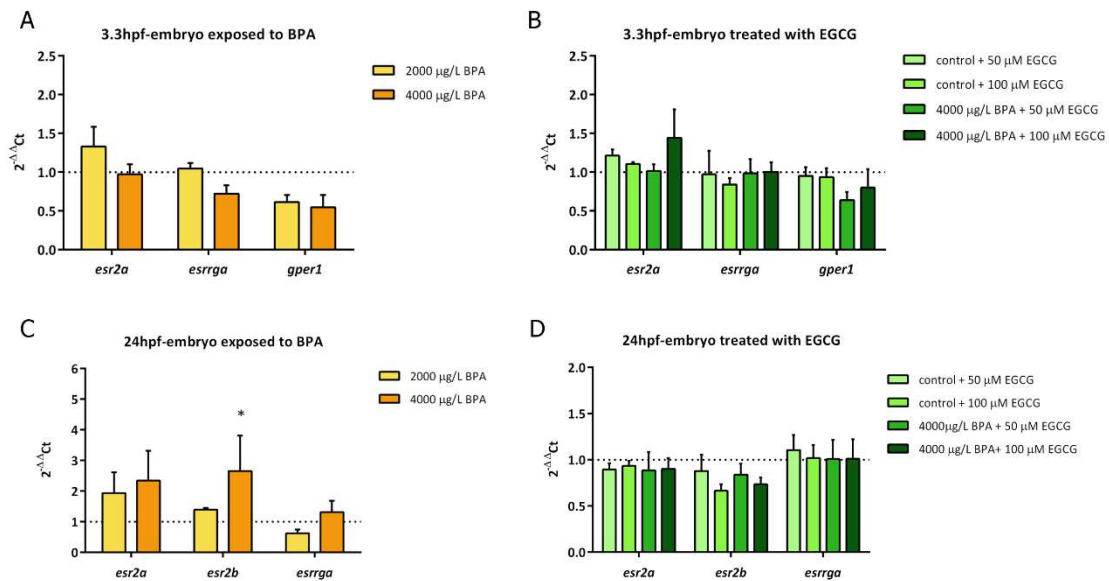 A
3.3hpf-embryo exposed to BPA
2.5
2.0
1.5
1.0
0.5
0.0
2^-ΔΔCt
esr2a
esrrga
gper1
2000 µg/L BPA
4000 µg/L BPA
B
3.3hpf-embryo treated with EGCG
2.5
2.0
1.5
1.0
0.5
0.0
2^-ΔΔCt
esr2a
esrrga
gper1
control + 50 µM EGCG
control + 100 µM EGCG
4000 µg/L BPA + 50 µM EGCG
4000 µg/L BPA + 100 µM EGCG
C
24hpf-embryo exposed to BPA
6
5
4
3
2
1
0
2^-ΔΔCt
*
esr2a
esr2b
esrrga
2000 µg/L BPA
4000 µg/L BPA
D
24hpf-embryo treated with EGCG
2.0
1.5
1.0
0.5
0.0
2^-ΔΔCt
esr2a
esr2b
esrrga
control + 50 µM EGCG
control + 100 µM EGCG
4000µg/L BPA + 50 µM EGCG
4000 µg/L BPA+ 100 µM EGCG